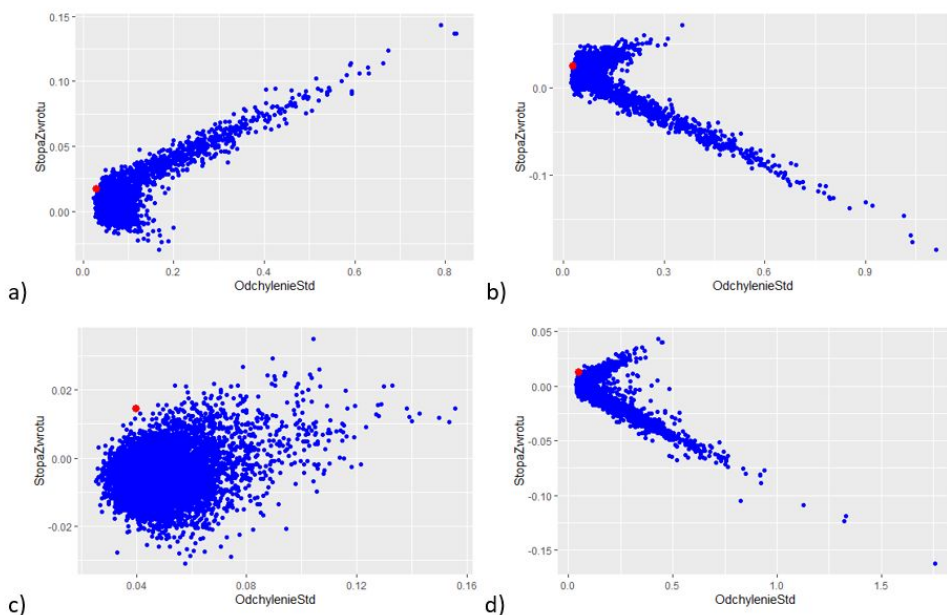 0.15
0.10
0.05
0.00
StopaZwrotu
0.0 0.2 0.4 0.6 0.8
OdchylenieStd
a)
0.0
-0.1
StopaZwrotu
0.0 0.3 0.6 0.9
OdchylenieStd
b)
0.02
0.00
-0.02
StopaZwrotu
0.04 0.08 0.12 0.16
OdchylenieStd
c)
0.05
0.00
-0.05
-0.10
-0.15
StopaZwrotu
0.0 0.5 1.0 1.5
OdchylenieStd
d)